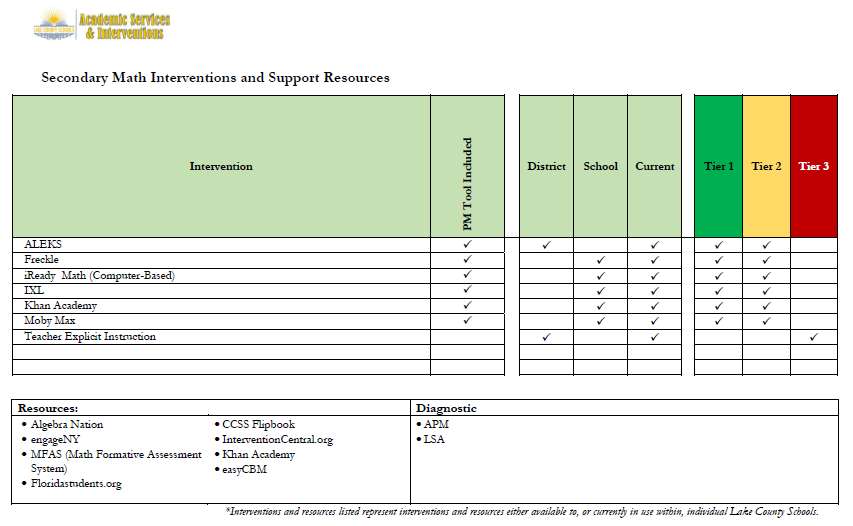 LAKE COUNTY SCHOOLS
Academic Services
& Interventions
Secondary Math Interventions and Support Resources
Intervention
PM Tool Included
District
School
Current
Tier 1
Tier 2
Tier 3
ALEKS ✓ ✓ ✓ ✓ ✓
Freckle ✓ ✓ ✓ ✓ ✓
iReady Math (Computer-Based) ✓ ✓ ✓ ✓ ✓
IXL ✓ ✓ ✓ ✓ ✓
Khan Academy ✓ ✓ ✓ ✓ ✓
Moby Max ✓ ✓ ✓ ✓ ✓
Teacher Explicit Instruction ✓ ✓ ✓
Resources:
• Algebra Nation
• engageNY
• MFAS (Math Formative Assessment
System)
• Floridastudents.org
• CCSS Flipbook
• InterventionCentral.org
• Khan Academy
• easyCBM
Diagnostic
• APM
• LSA
*Interventions and resources listed represent interventions and resources either available to, or currently in use within, individual Lake County Schools.